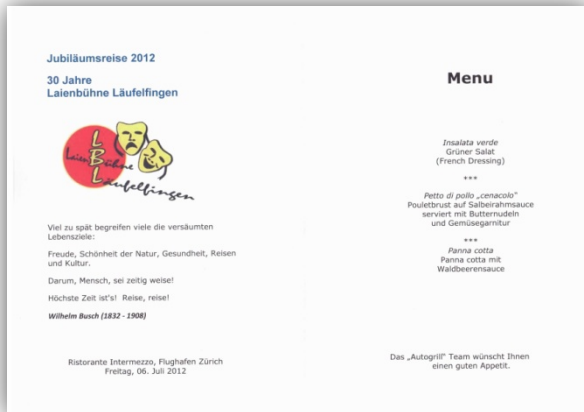 Jubiläumsreise 2012
30 Jahre
Laienbühne Läufelfingen
LBL
Laienbühne
Läufelfingen
Viel zu spät begreifen viele die versäumten
Lebensziele:
Freude, Schönheit der Natur, Gesundheit, Reisen
und Kultur.
Darum, Mensch, sei zeitig weise!
Höchste Zeit ist's! Reise, reise!
Wilhelm Busch (1832 - 1908)
Ristorante Intermezzo, Flughafen Zürich
Freitag, 06. Juli 2012
Menu
Insalata verde
Grüner Salat
(French Dressing)
***
Petto di pollo „cenacolo"
Pouletbrust auf Salbeirahmsauce
serviert mit Butternudeln
und Gemüsegarnitur
***
Panna cotta
Panna cotta mit
Waldbeerensauce
Das „Autogrill" Team wünscht Ihnen
einen guten Appetit.